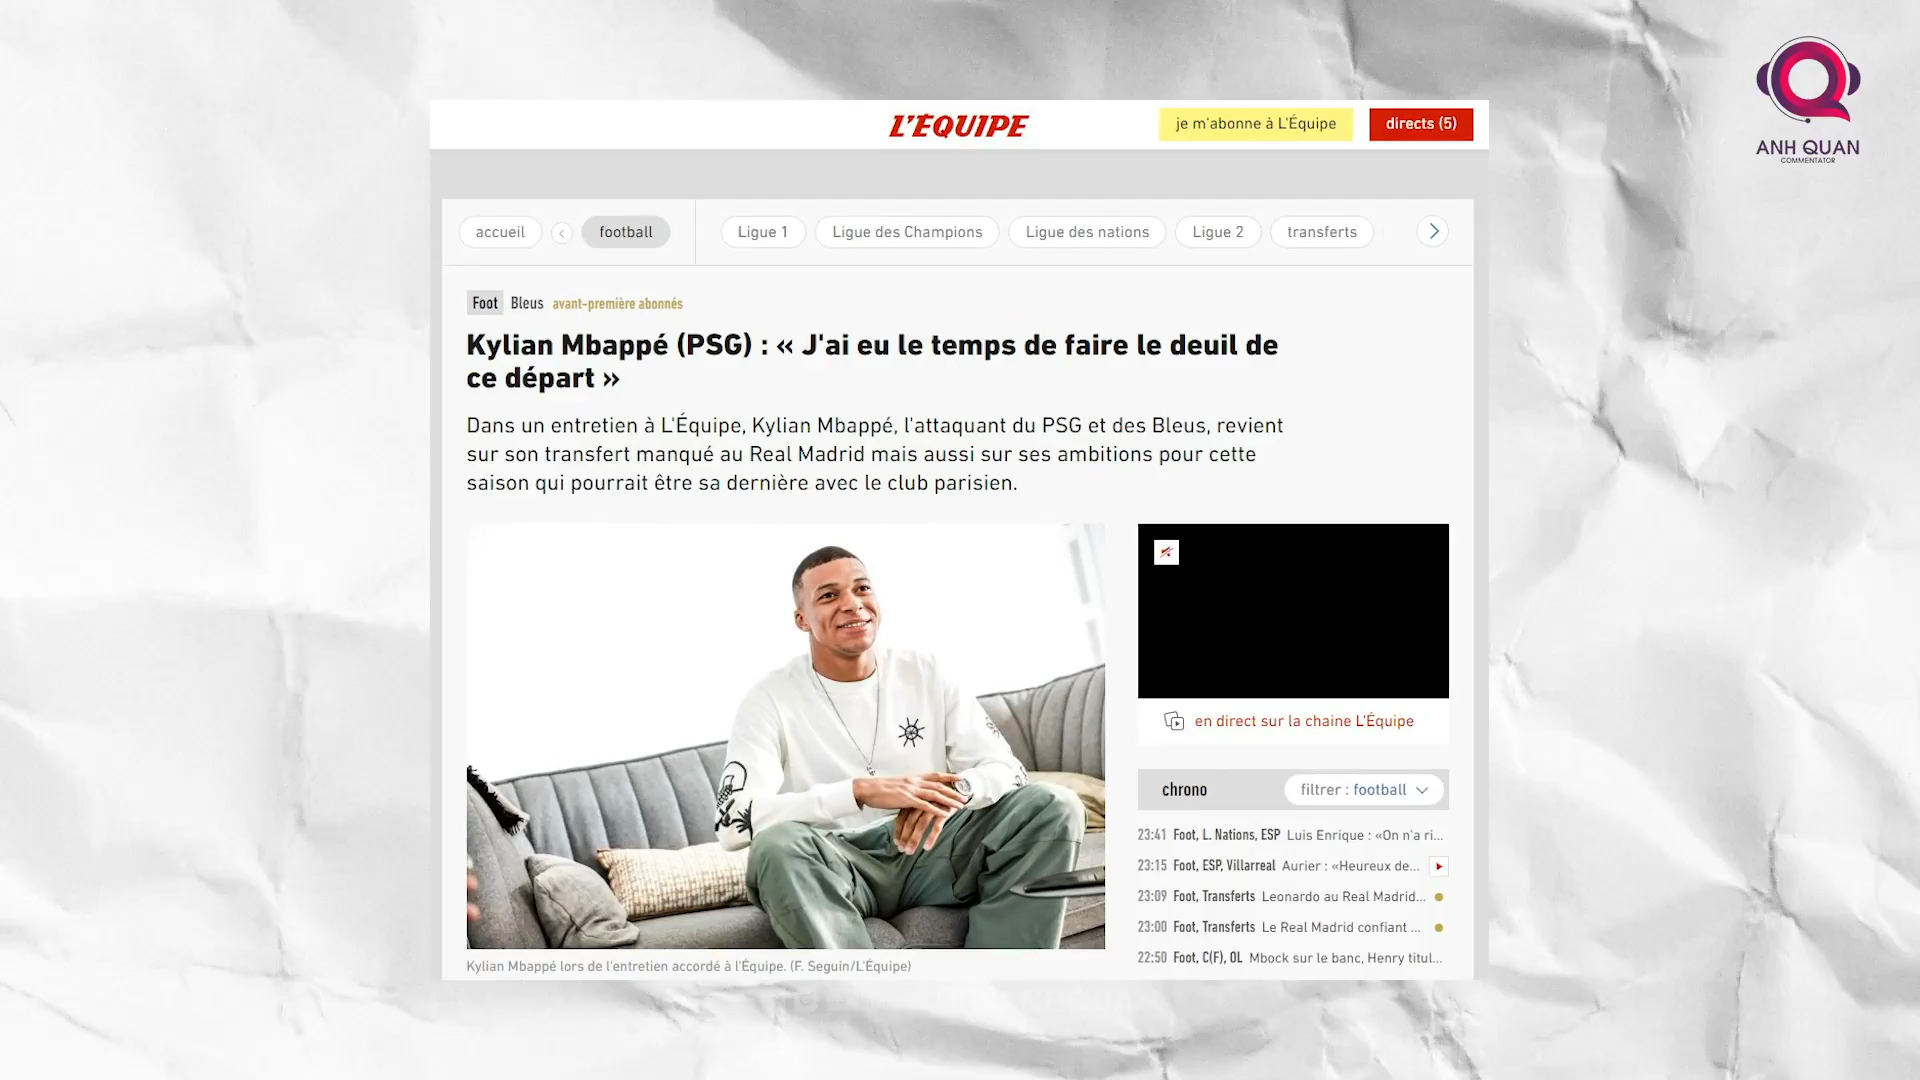 ANH QUAN
COMMENTATOR
L'ÉQUIPE
je m'abonne à L'Équipe
directs (5)
accueil
football
Ligue 1
Ligue des Champions
Ligue des nations
Ligue 2
transferts
Foot Bleus avant-première abonnés
Kylian Mbappé (PSG) : « J'ai eu le temps de faire le deuil de
ce départ »
Dans un entretien à L'Équipe, Kylian Mbappé, l'attaquant du PSG et des Bleus, revient
sur son transfert manqué au Real Madrid mais aussi sur ses ambitions pour cette
saison qui pourrait être sa dernière avec le club parisien.
Kylian Mbappé lors de l'entretien accordé à l'Équipe. (F. Seguin/L'Équipe)
en direct sur la chaine L'Équipe
chrono
filtrer : football
23:41 Foot, L. Nations, ESP Luis Enrique : «On n'a ri...
23:15 Foot, ESP, Villarreal Aurier : «Heureux de...
23:09 Foot, Transferts Leonardo au Real Madrid...
23:00 Foot, Transferts Le Real Madrid confiant ...
22:50 Foot, C(F), OL Mbock sur le banc, Henry titul...